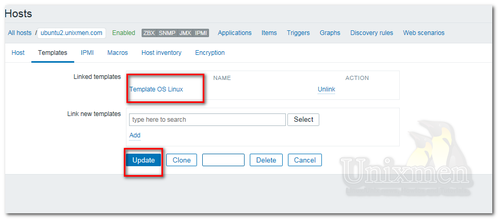 Hosts
All hosts / ubuntu2.unixmen.com Enabled ZBX SNMP JMX IPMI Applications Items Triggers Graphs Discovery rules Web scenarios
Host Templates IPMI Macros Host inventory Encryption
Linked templates NAME ACTION
Template OS Linux Unlink
Link new templates type here to search Select
Add
Update Clone Delete Cancel
Unixmen